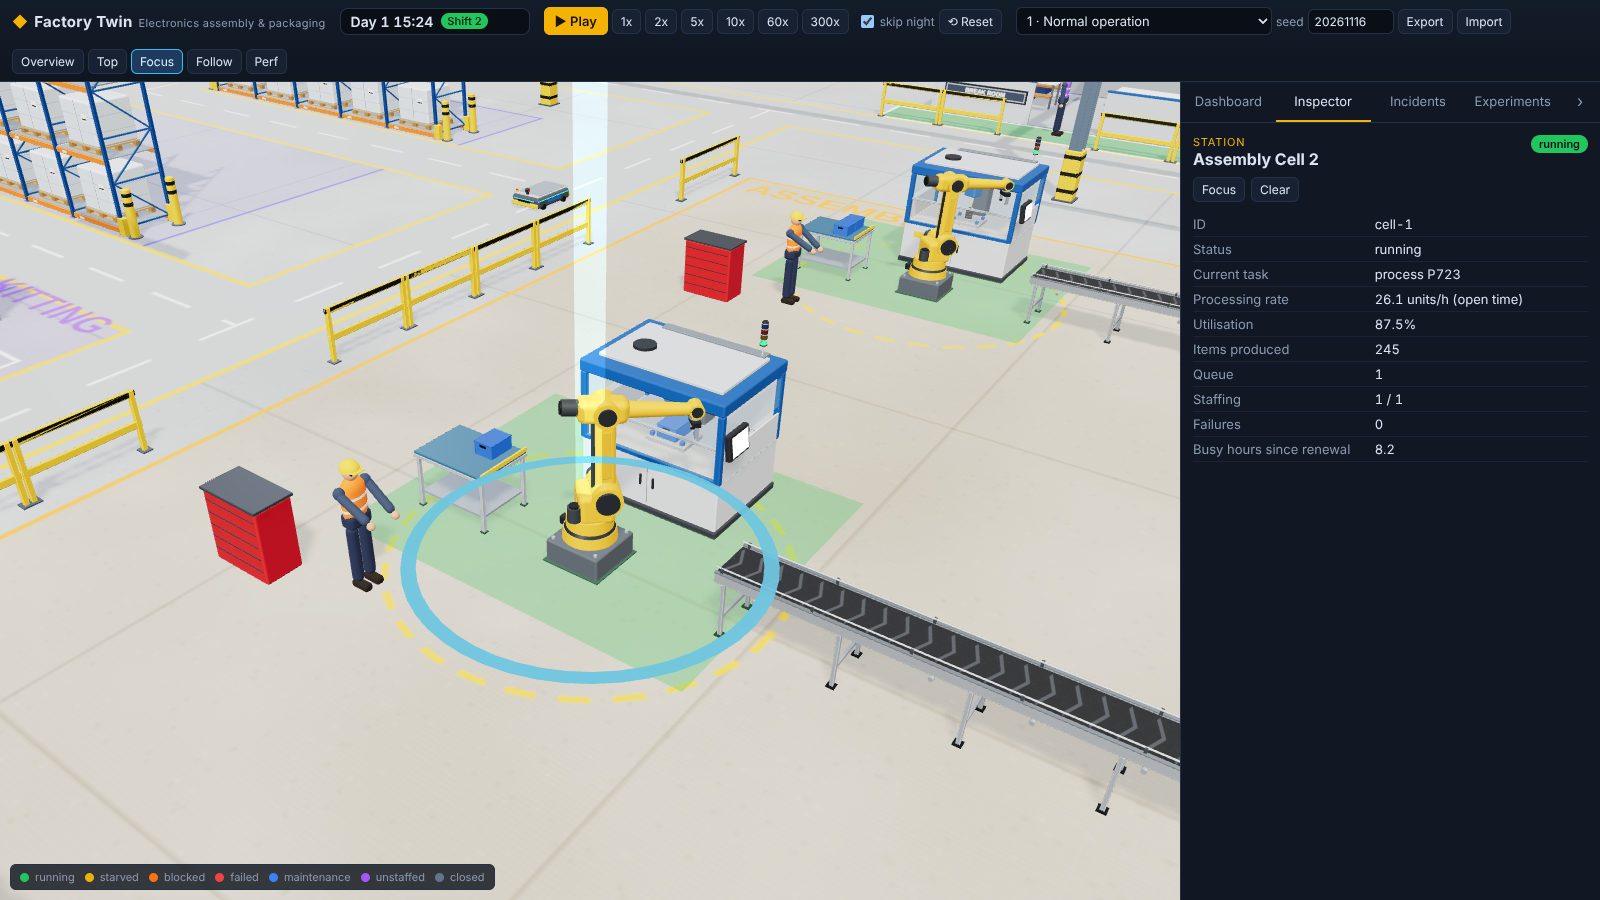 Factory Twin Electronics assembly & packaging Day 1 15:24 Shift 2 Play 1x 2x 5x 10x 60x 300x skip night Reset 1 · Normal operation seed 20261116 Export Import
Overview Top Focus Follow Perf
Dashboard Inspector Incidents Experiments
BREAK ROOM
STATION
running
Assembly Cell 2
Focus Clear
ID cell-1
Status running
Current task process P723
Processing rate 26.1 units/h (open time)
Utilisation 87.5%
Items produced 245
Queue 1
Staffing 1 / 1
Failures 0
Busy hours since renewal 8.2
ASSEMB
ITTING
running starved blocked failed maintenance unstaffed closed